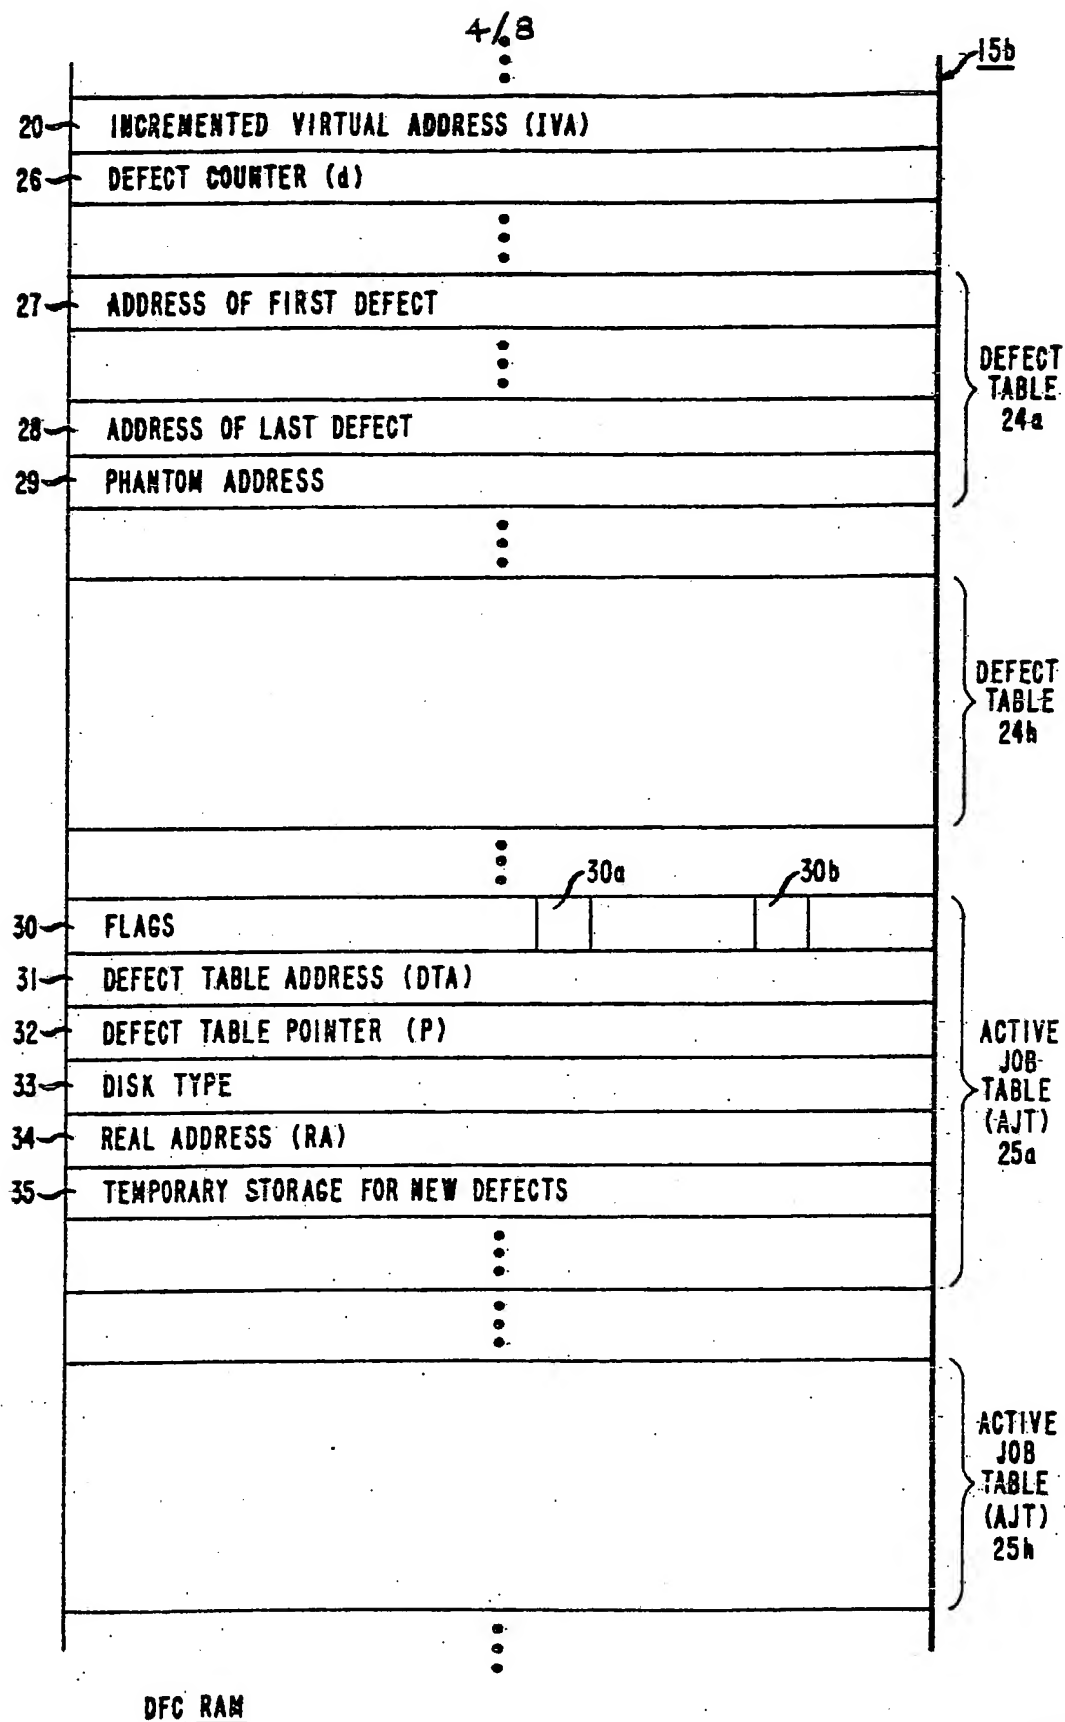 4/8
15b
20 INCREMENTED VIRTUAL ADDRESS (IVA)
26 DEFECT COUNTER (d)
27 ADDRESS OF FIRST DEFECT
28 ADDRESS OF LAST DEFECT
29 PHANTOM ADDRESS
DEFECT
TABLE
24a
DEFECT
TABLE
24h
30a
30b
30 FLAGS
31 DEFECT TABLE ADDRESS (DTA)
32 DEFECT TABLE POINTER (P)
33 DISK TYPE
34 REAL ADDRESS (RA)
35 TEMPORARY STORAGE FOR NEW DEFECTS
ACTIVE
JOB
TABLE
(AJT)
25a
ACTIVE
JOB
TABLE
(AJT)
25h
DFC RAM